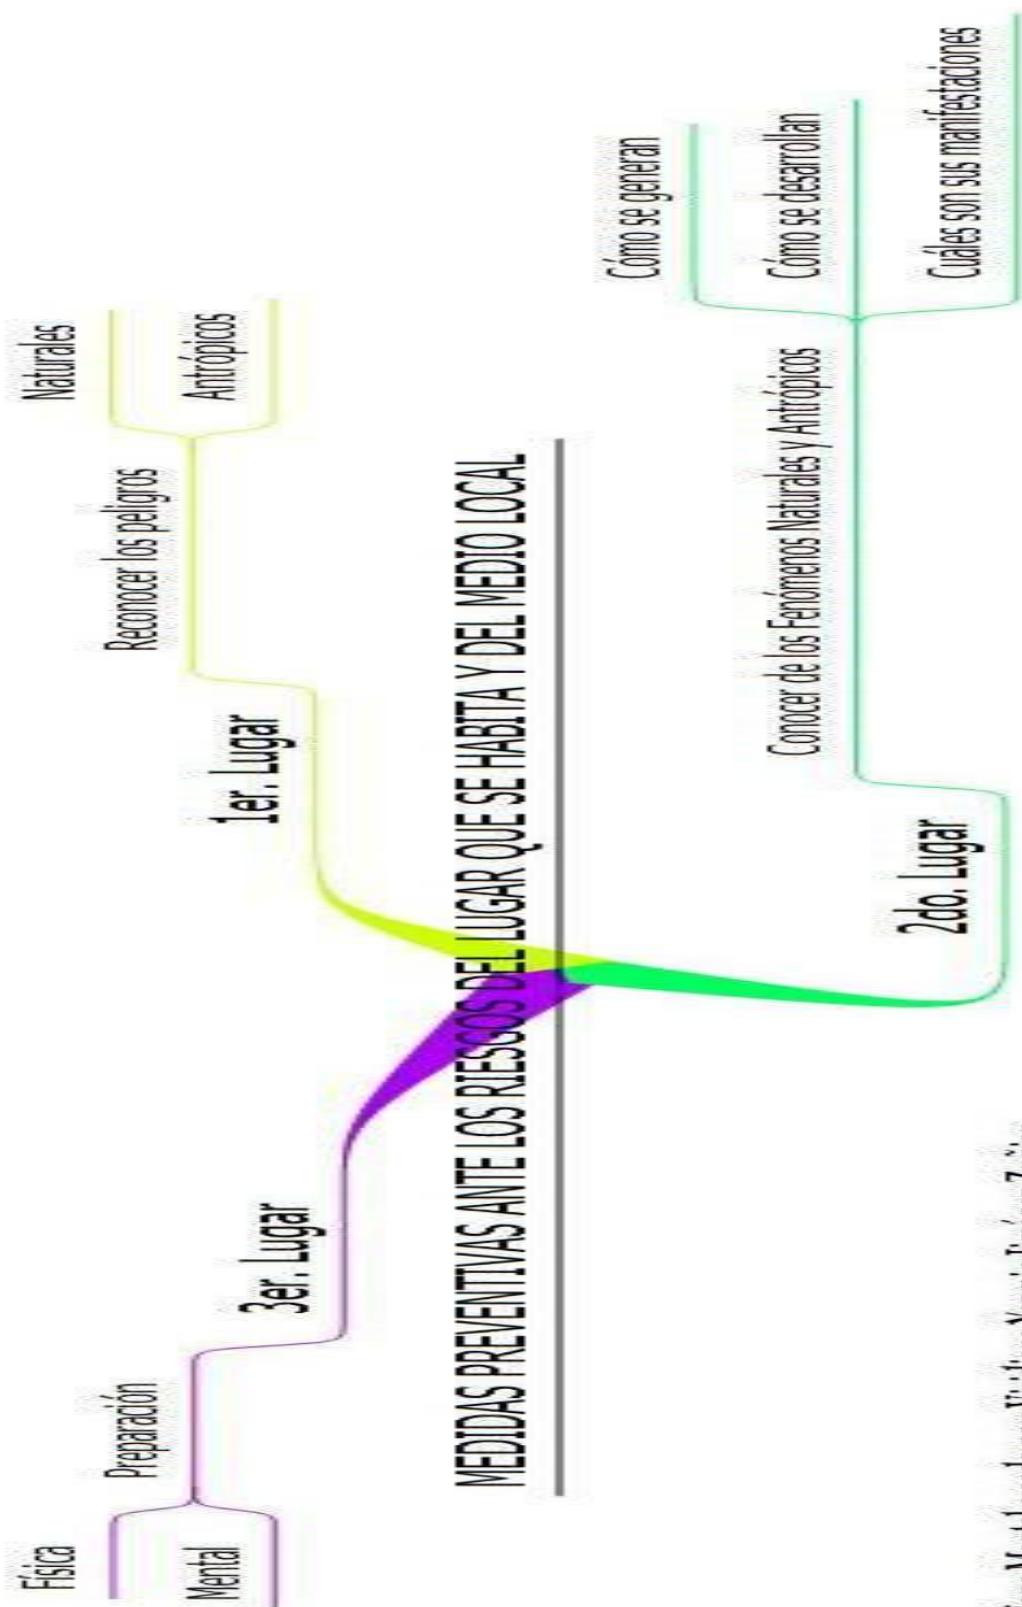 MEDIDAS PREVENTIVAS ANTE LOS RIESGOS DEL LUGAR QUE SE HABITA Y DEL MEDIO LOCAL
1er. Lugar
Reconocer los peligros
Naturales
Antrópicos
2do. Lugar
Conocer de los Fenómenos Naturales y Antrópicos
Cómo se generan
Cómo se desarrollan
Cuáles son sus manifestaciones
3er. Lugar
Preparación
Física
Mental